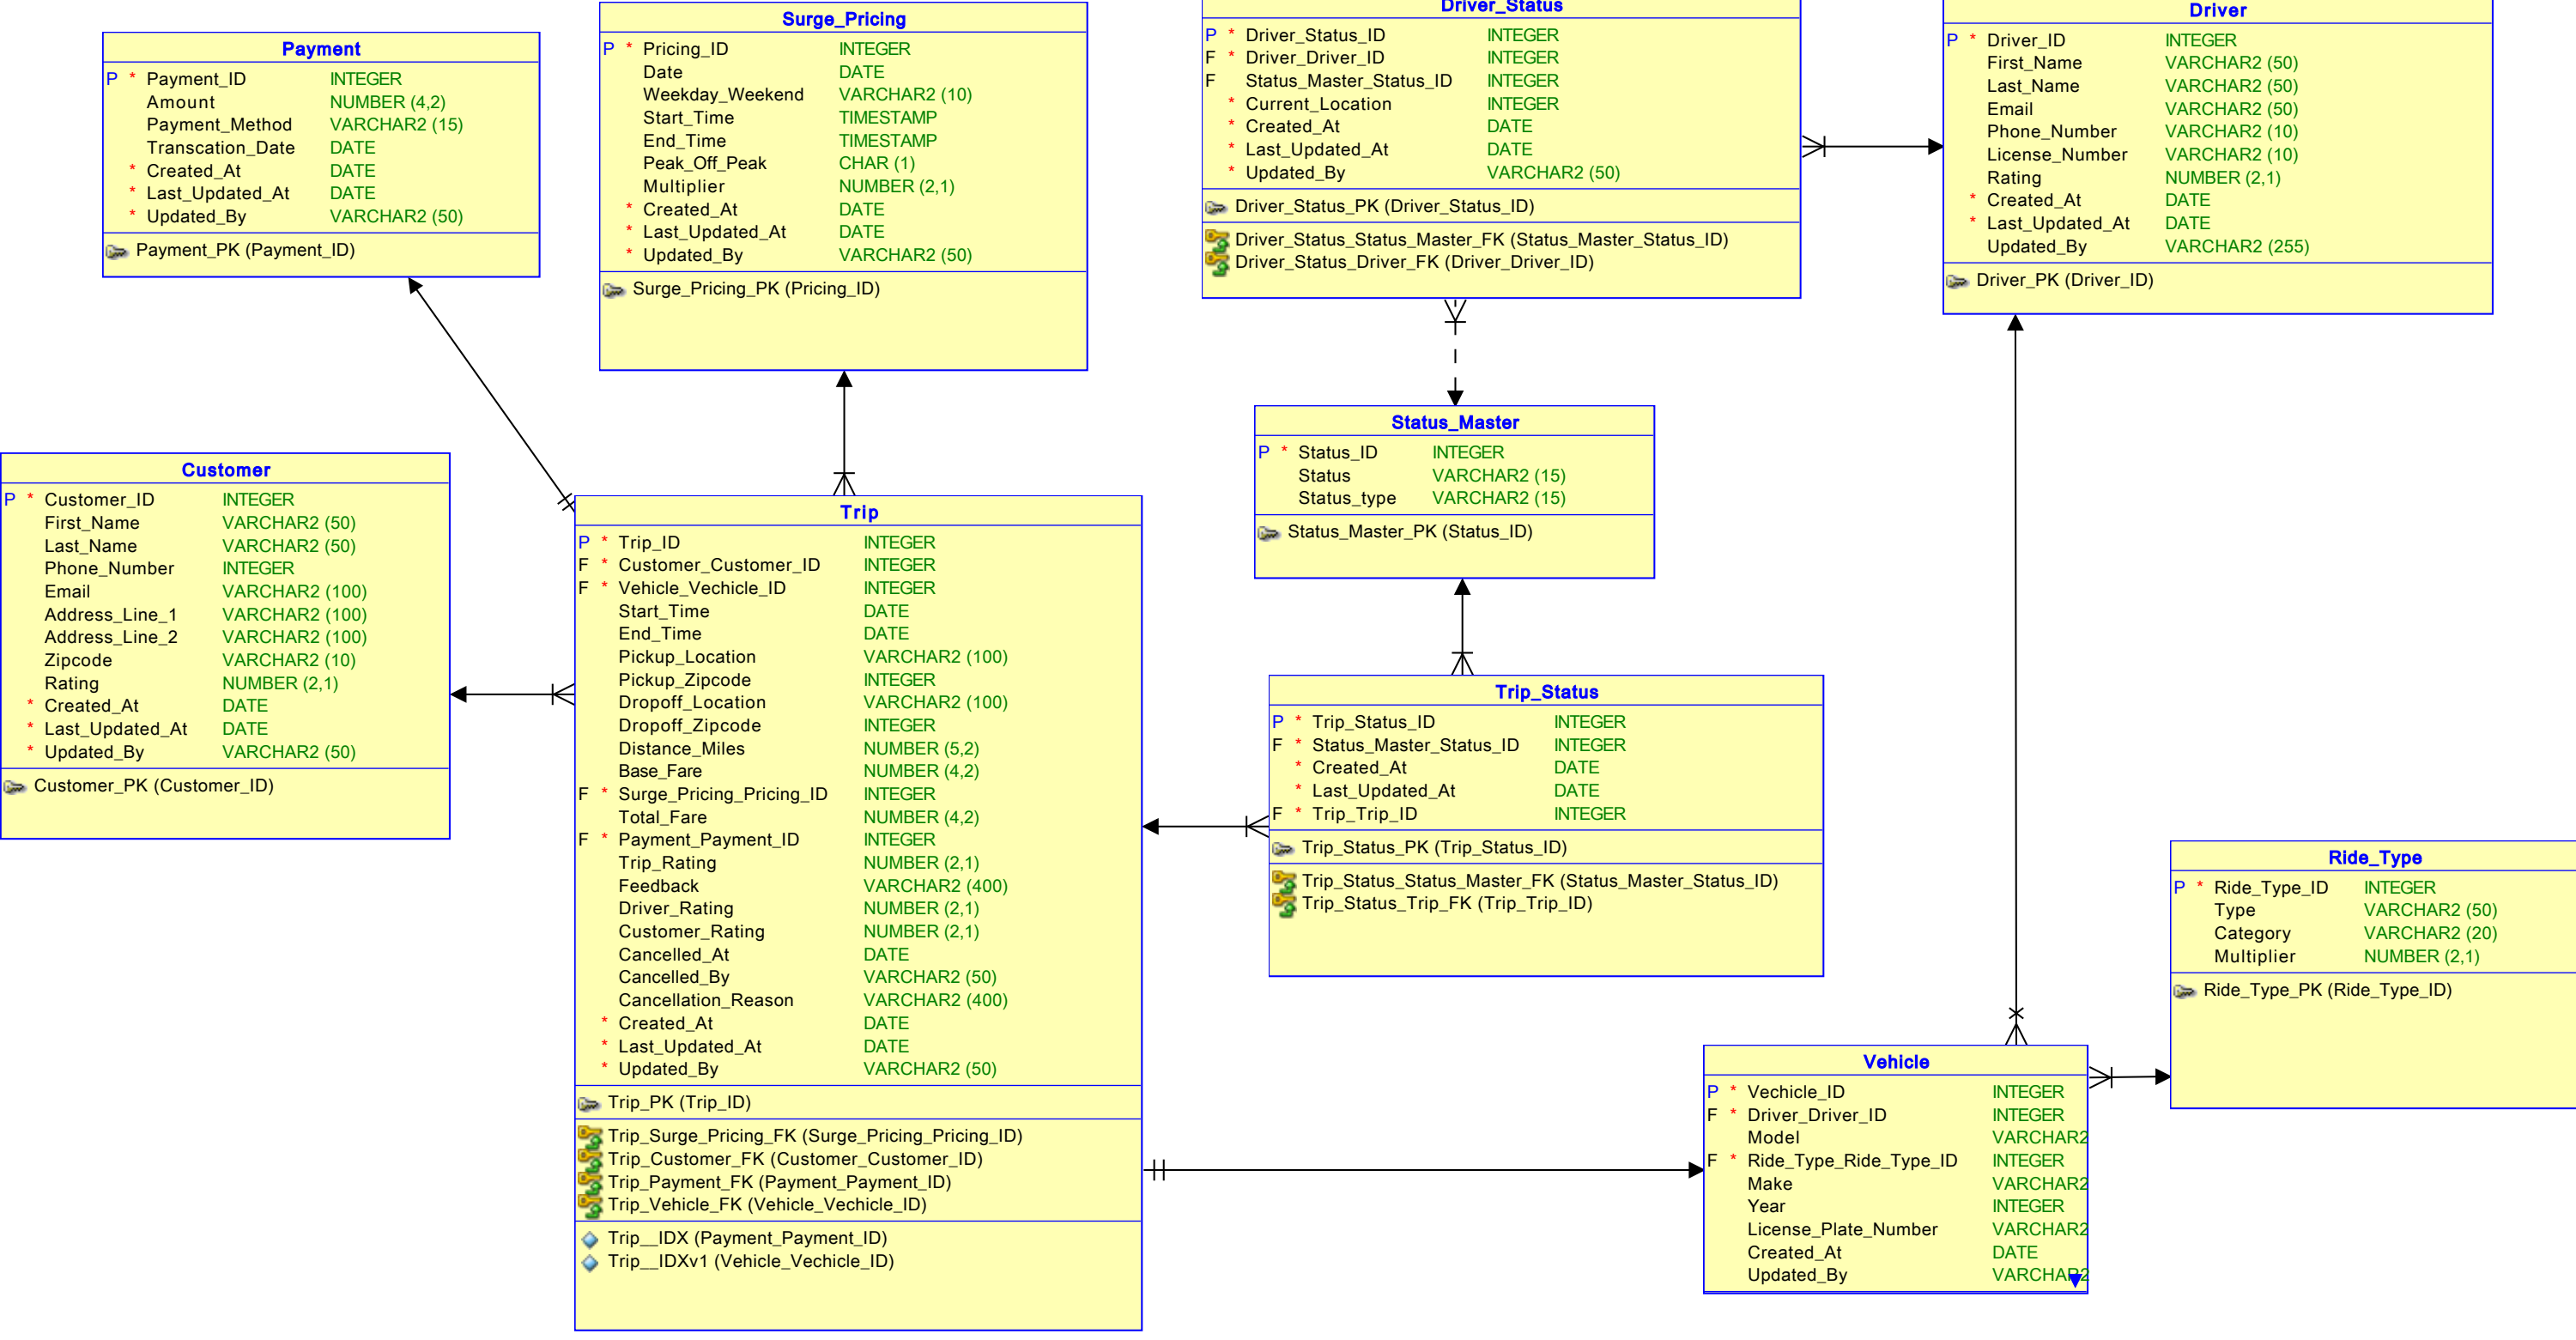 Payment
P * Payment_ID INTEGER
Amount NUMBER (4,2)
Payment_Method VARCHAR2 (15)
Transcation_Date DATE
* Created_At DATE
* Last_Updated_At DATE
* Updated_By VARCHAR2 (50)
Payment_PK (Payment_ID)
Surge_Pricing
P * Pricing_ID INTEGER
Date DATE
Weekday_Weekend VARCHAR2 (10)
Start_Time TIMESTAMP
End_Time TIMESTAMP
Peak_Off_Peak CHAR (1)
Multiplier NUMBER (2,1)
* Created_At DATE
* Last_Updated_At DATE
* Updated_By VARCHAR2 (50)
Surge_Pricing_PK (Pricing_ID)
Driver_Status
P * Driver_Status_ID INTEGER
F * Driver_Driver_ID INTEGER
F Status_Master_Status_ID INTEGER
* Current_Location INTEGER
* Created_At DATE
* Last_Updated_At DATE
* Updated_By VARCHAR2 (50)
Driver_Status_PK (Driver_Status_ID)
Driver_Status_Status_Master_FK (Status_Master_Status_ID)
Driver_Status_Driver_FK (Driver_Driver_ID)
Driver
P * Driver_ID INTEGER
First_Name VARCHAR2 (50)
Last_Name VARCHAR2 (50)
Email VARCHAR2 (50)
Phone_Number VARCHAR2 (10)
License_Number VARCHAR2 (10)
Rating NUMBER (2,1)
* Created_At DATE
* Last_Updated_At DATE
Updated_By VARCHAR2 (255)
Driver_PK (Driver_ID)
Customer
P * Customer_ID INTEGER
First_Name VARCHAR2 (50)
Last_Name VARCHAR2 (50)
Phone_Number INTEGER
Email VARCHAR2 (100)
Address_Line_1 VARCHAR2 (100)
Address_Line_2 VARCHAR2 (100)
Zipcode VARCHAR2 (10)
Rating NUMBER (2,1)
* Created_At DATE
* Last_Updated_At DATE
* Updated_By VARCHAR2 (50)
Customer_PK (Customer_ID)
Trip
P * Trip_ID INTEGER
F * Customer_Customer_ID INTEGER
F * Vehicle_Vechicle_ID INTEGER
Start_Time DATE
End_Time DATE
Pickup_Location VARCHAR2 (100)
Pickup_Zipcode INTEGER
Dropoff_Location VARCHAR2 (100)
Dropoff_Zipcode INTEGER
Distance_Miles NUMBER (5,2)
Base_Fare NUMBER (4,2)
F * Surge_Pricing_Pricing_ID INTEGER
Total_Fare NUMBER (4,2)
F * Payment_Payment_ID INTEGER
Trip_Rating NUMBER (2,1)
Feedback VARCHAR2 (400)
Driver_Rating NUMBER (2,1)
Customer_Rating NUMBER (2,1)
Cancelled_At DATE
Cancelled_By VARCHAR2 (50)
Cancellation_Reason VARCHAR2 (400)
* Created_At DATE
* Last_Updated_At DATE
* Updated_By VARCHAR2 (50)
Trip_PK (Trip_ID)
Trip_Surge_Pricing_FK (Surge_Pricing_Pricing_ID)
Trip_Customer_FK (Customer_Customer_ID)
Trip_Payment_FK (Payment_Payment_ID)
Trip_Vehicle_FK (Vehicle_Vechicle_ID)
Trip__IDX (Payment_Payment_ID)
Trip__IDXv1 (Vehicle_Vechicle_ID)
Status_Master
P * Status_ID INTEGER
Status VARCHAR2 (15)
Status_type VARCHAR2 (15)
Status_Master_PK (Status_ID)
Trip_Status
P * Trip_Status_ID INTEGER
F * Status_Master_Status_ID INTEGER
* Created_At DATE
* Last_Updated_At DATE
F * Trip_Trip_ID INTEGER
Trip_Status_PK (Trip_Status_ID)
Trip_Status_Status_Master_FK (Status_Master_Status_ID)
Trip_Status_Trip_FK (Trip_Trip_ID)
Ride_Type
P * Ride_Type_ID INTEGER
Type VARCHAR2 (50)
Category VARCHAR2 (20)
Multiplier NUMBER (2,1)
Ride_Type_PK (Ride_Type_ID)
Vehicle
P * Vechicle_ID INTEGER
F * Driver_Driver_ID INTEGER
Model VARCHAR2
F * Ride_Type_Ride_Type_ID INTEGER
Make VARCHAR2
Year INTEGER
License_Plate_Number VARCHAR2
Created_At DATE
Updated_By VARCHAR2